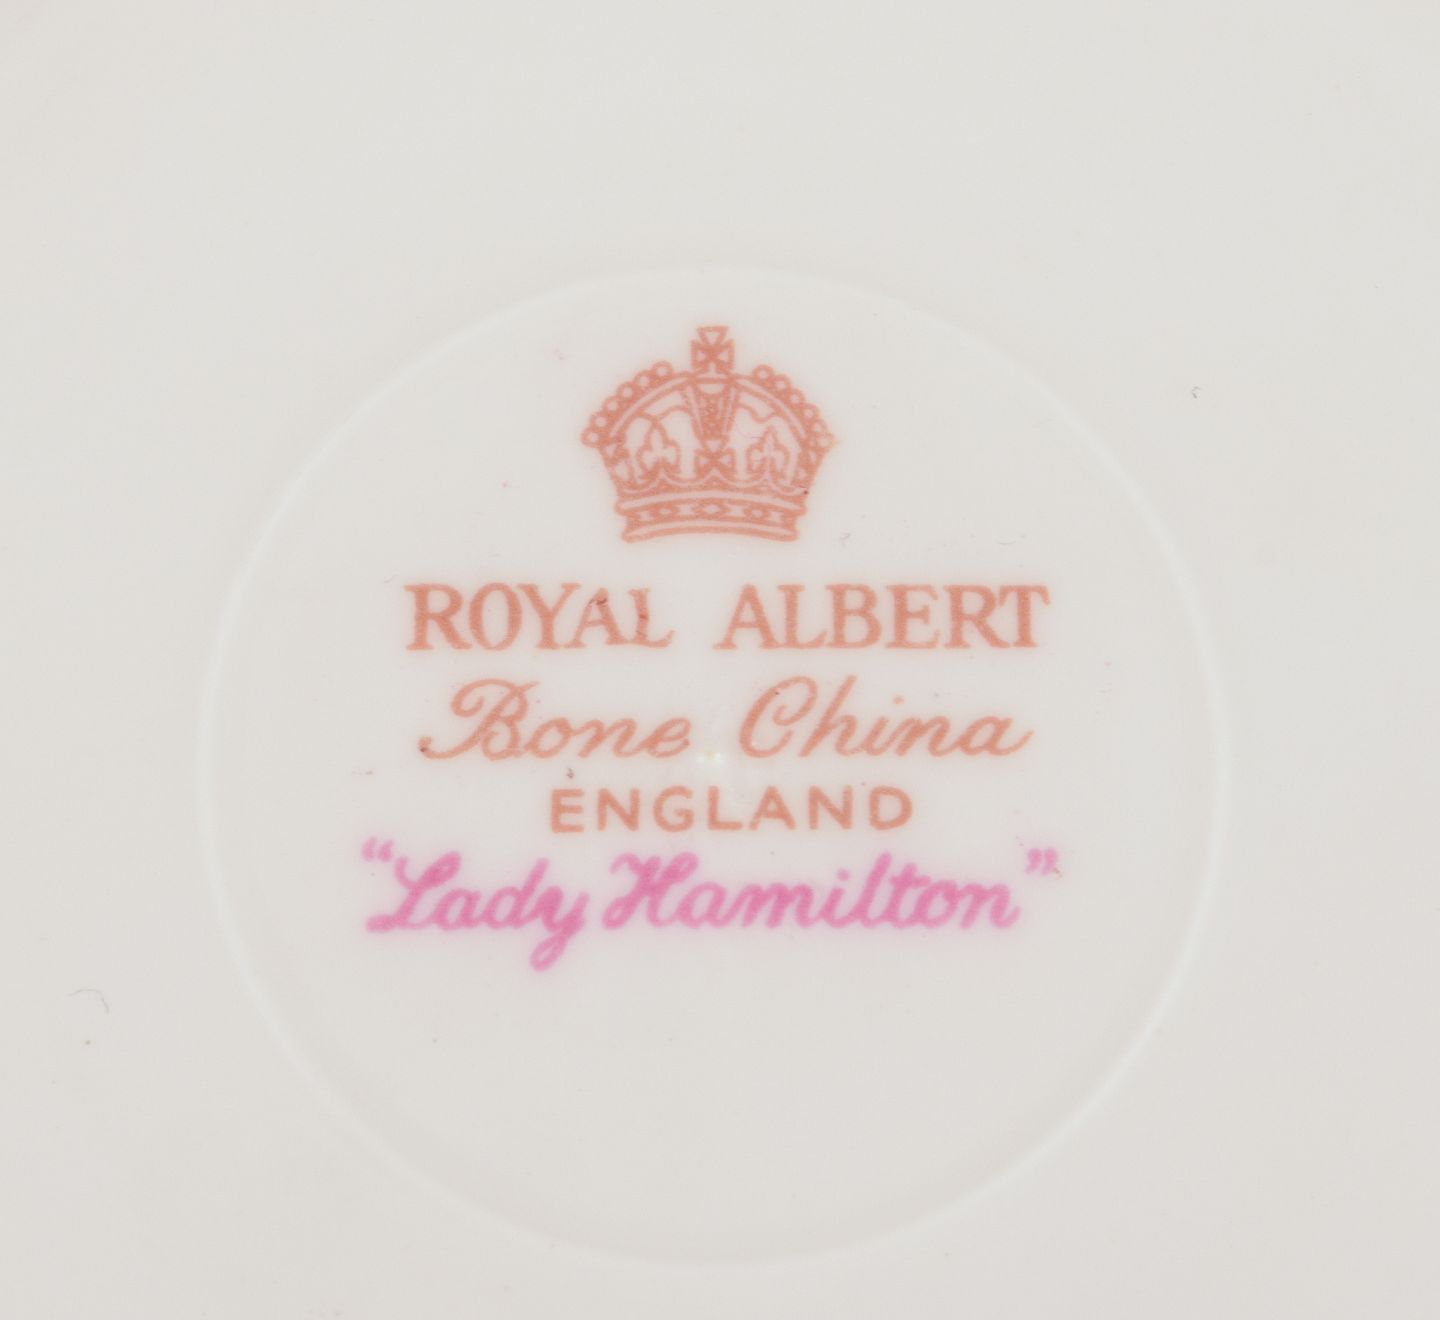 ROYAL ALBERT
Bone China
ENGLAND
“Lady Hamilton”